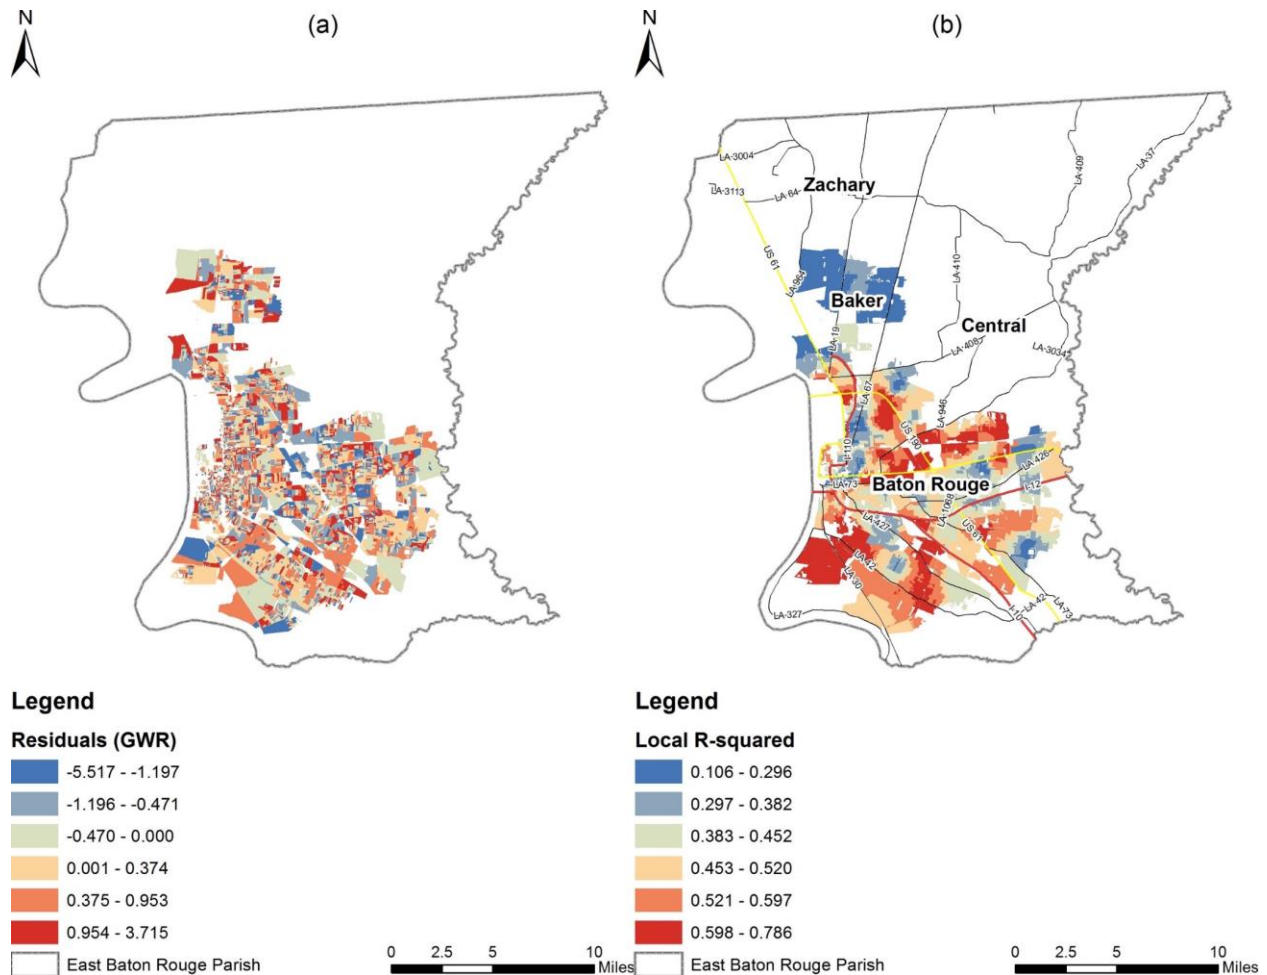 N
(a)
N
(b)
LA-3004
LA-3113
LA-64
Zachary
LA-409
LA-37
US 61
LA-964
LA-410
Baker
Central
LA-19
LA-408
LA-3034
LA-67
LA-946
US 190
I-110
LA-426
LA-73
Baton Rouge
I-12
LA-1068
LA-427
US 61
LA-42
LA-30
LA-327
I-10
LA-42
LA-73
Legend
Residuals (GWR)
-5.517 - -1.197
-1.196 - -0.471
-0.470 - 0.000
0.001 - 0.374
0.375 - 0.953
0.954 - 3.715
East Baton Rouge Parish
0 2.5 5 10
Miles
Legend
Local R-squared
0.106 - 0.296
0.297 - 0.382
0.383 - 0.452
0.453 - 0.520
0.521 - 0.597
0.598 - 0.786
East Baton Rouge Parish
0 2.5 5 10
Miles